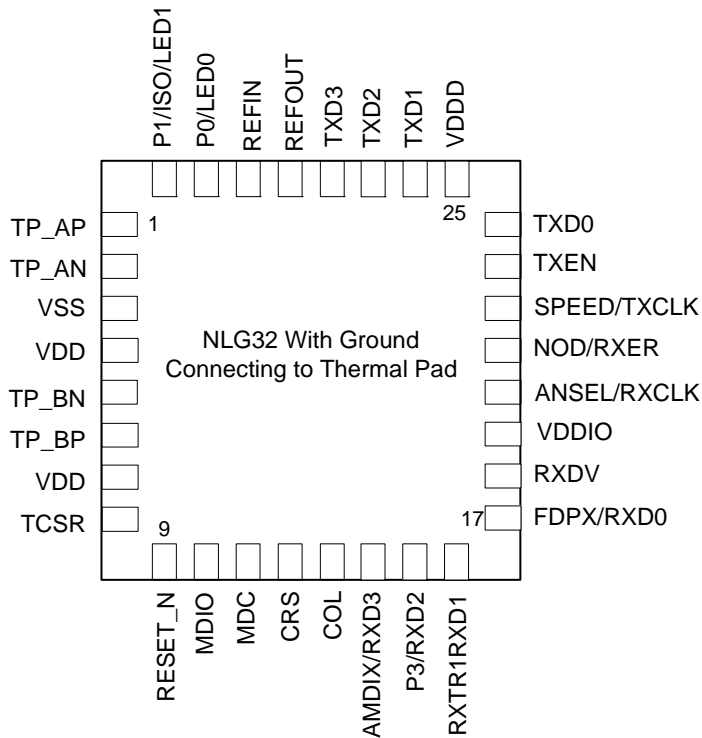 P1/ISO/LED1
P0/LED0
REFIN
REFOUT
TXD3
TXD2
TXD1
VDDD
TP_AP
TP_AN
VSS
VDD
TP_BN
TP_BP
VDD
TCSR
1
25
9
17
NLG32 With Ground
Connecting to Thermal Pad
TXD0
TXEN
SPEED/TXCLK
NOD/RXER
ANSEL/RXCLK
VDDIO
RXDV
FDPX/RXD0
RESET_N
MDIO
MDC
CRS
COL
AMDIX/RXD3
P3/RXD2
RXTR1RXD1